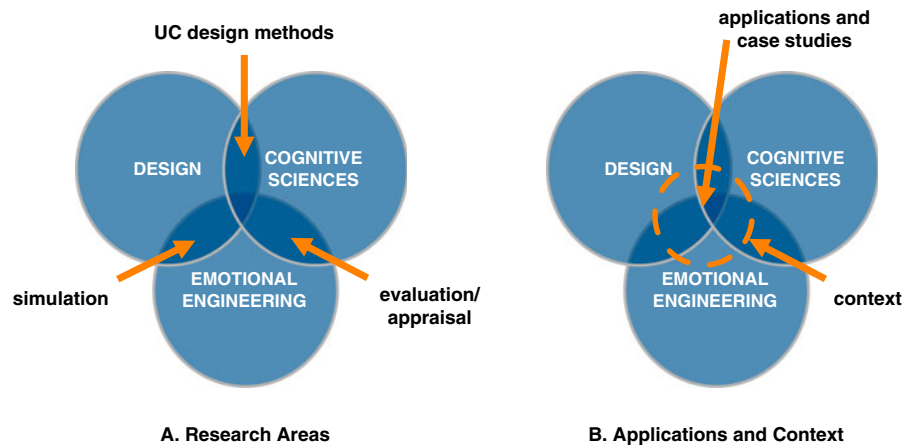 UC design methods
DESIGN
COGNITIVE
SCIENCES
EMOTIONAL
ENGINEERING
simulation
evaluation/
appraisal
A. Research Areas
applications and
case studies
DESIGN
COGNITIVE
SCIENCES
EMOTIONAL
ENGINEERING
context
B. Applications and Context